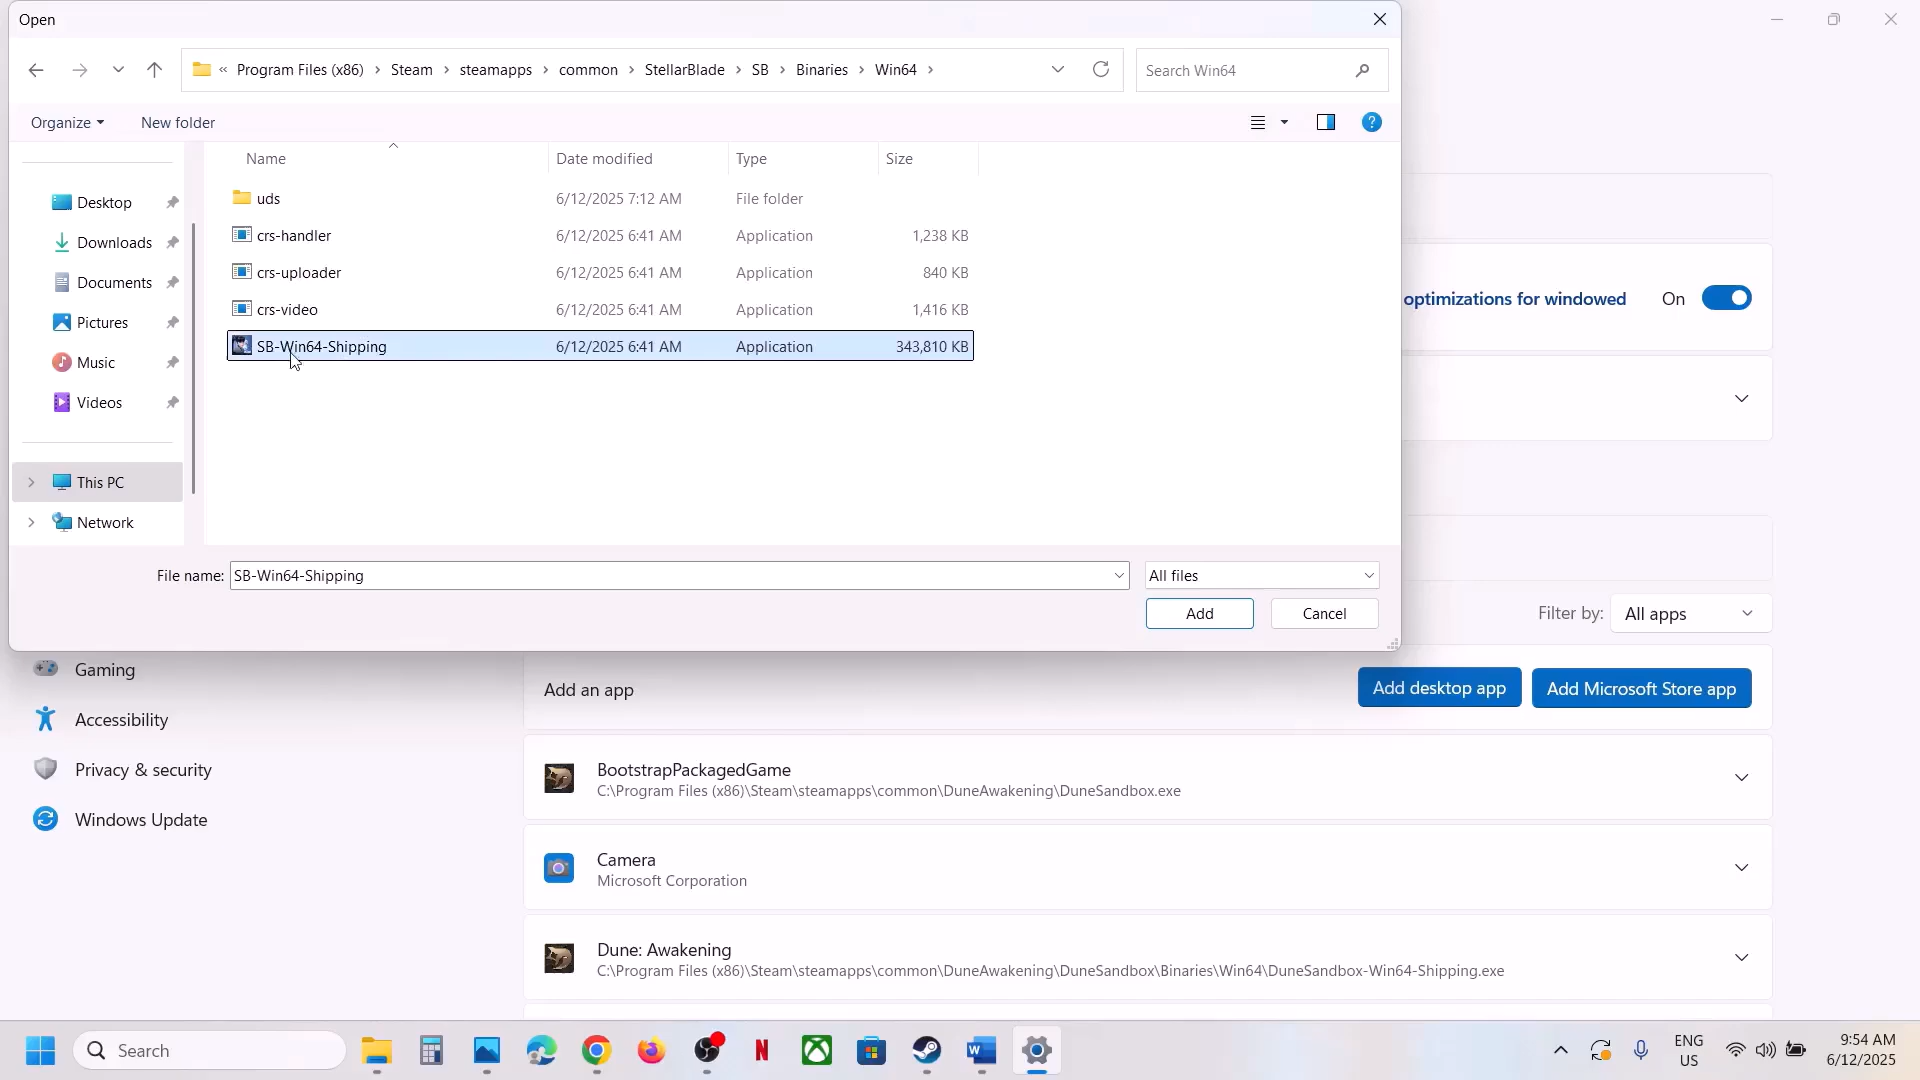 Open
« Program Files (x86) › Steam › steamapps › common › StellarBlade › SB › Binaries › Win64 ›
Search Win64
Organize
New folder
Name
Date modified
Type
Size
Desktop
Downloads
Documents
Pictures
Music
Videos
This PC
Network
uds 6/12/2025 7:12 AM File folder
crs-handler 6/12/2025 6:41 AM Application 1,238 KB
crs-uploader 6/12/2025 6:41 AM Application 840 KB
crs-video 6/12/2025 6:41 AM Application 1,416 KB
SB-Win64-Shipping 6/12/2025 6:41 AM Application 343,810 KB
File name: SB-Win64-Shipping
All files
Add
Cancel
optimizations for windowed
On
Filter by: All apps
Gaming
Accessibility
Privacy & security
Windows Update
Add an app
Add desktop app
Add Microsoft Store app
BootstrapPackagedGame
C:\Program Files (x86)\Steam\steamapps\common\DuneAwakening\DuneSandbox.exe
Camera
Microsoft Corporation
Dune: Awakening
C:\Program Files (x86)\Steam\steamapps\common\DuneAwakening\DuneSandbox\Binaries\Win64\DuneSandbox-Win64-Shipping.exe
Search
ENG
US
9:54 AM
6/12/2025